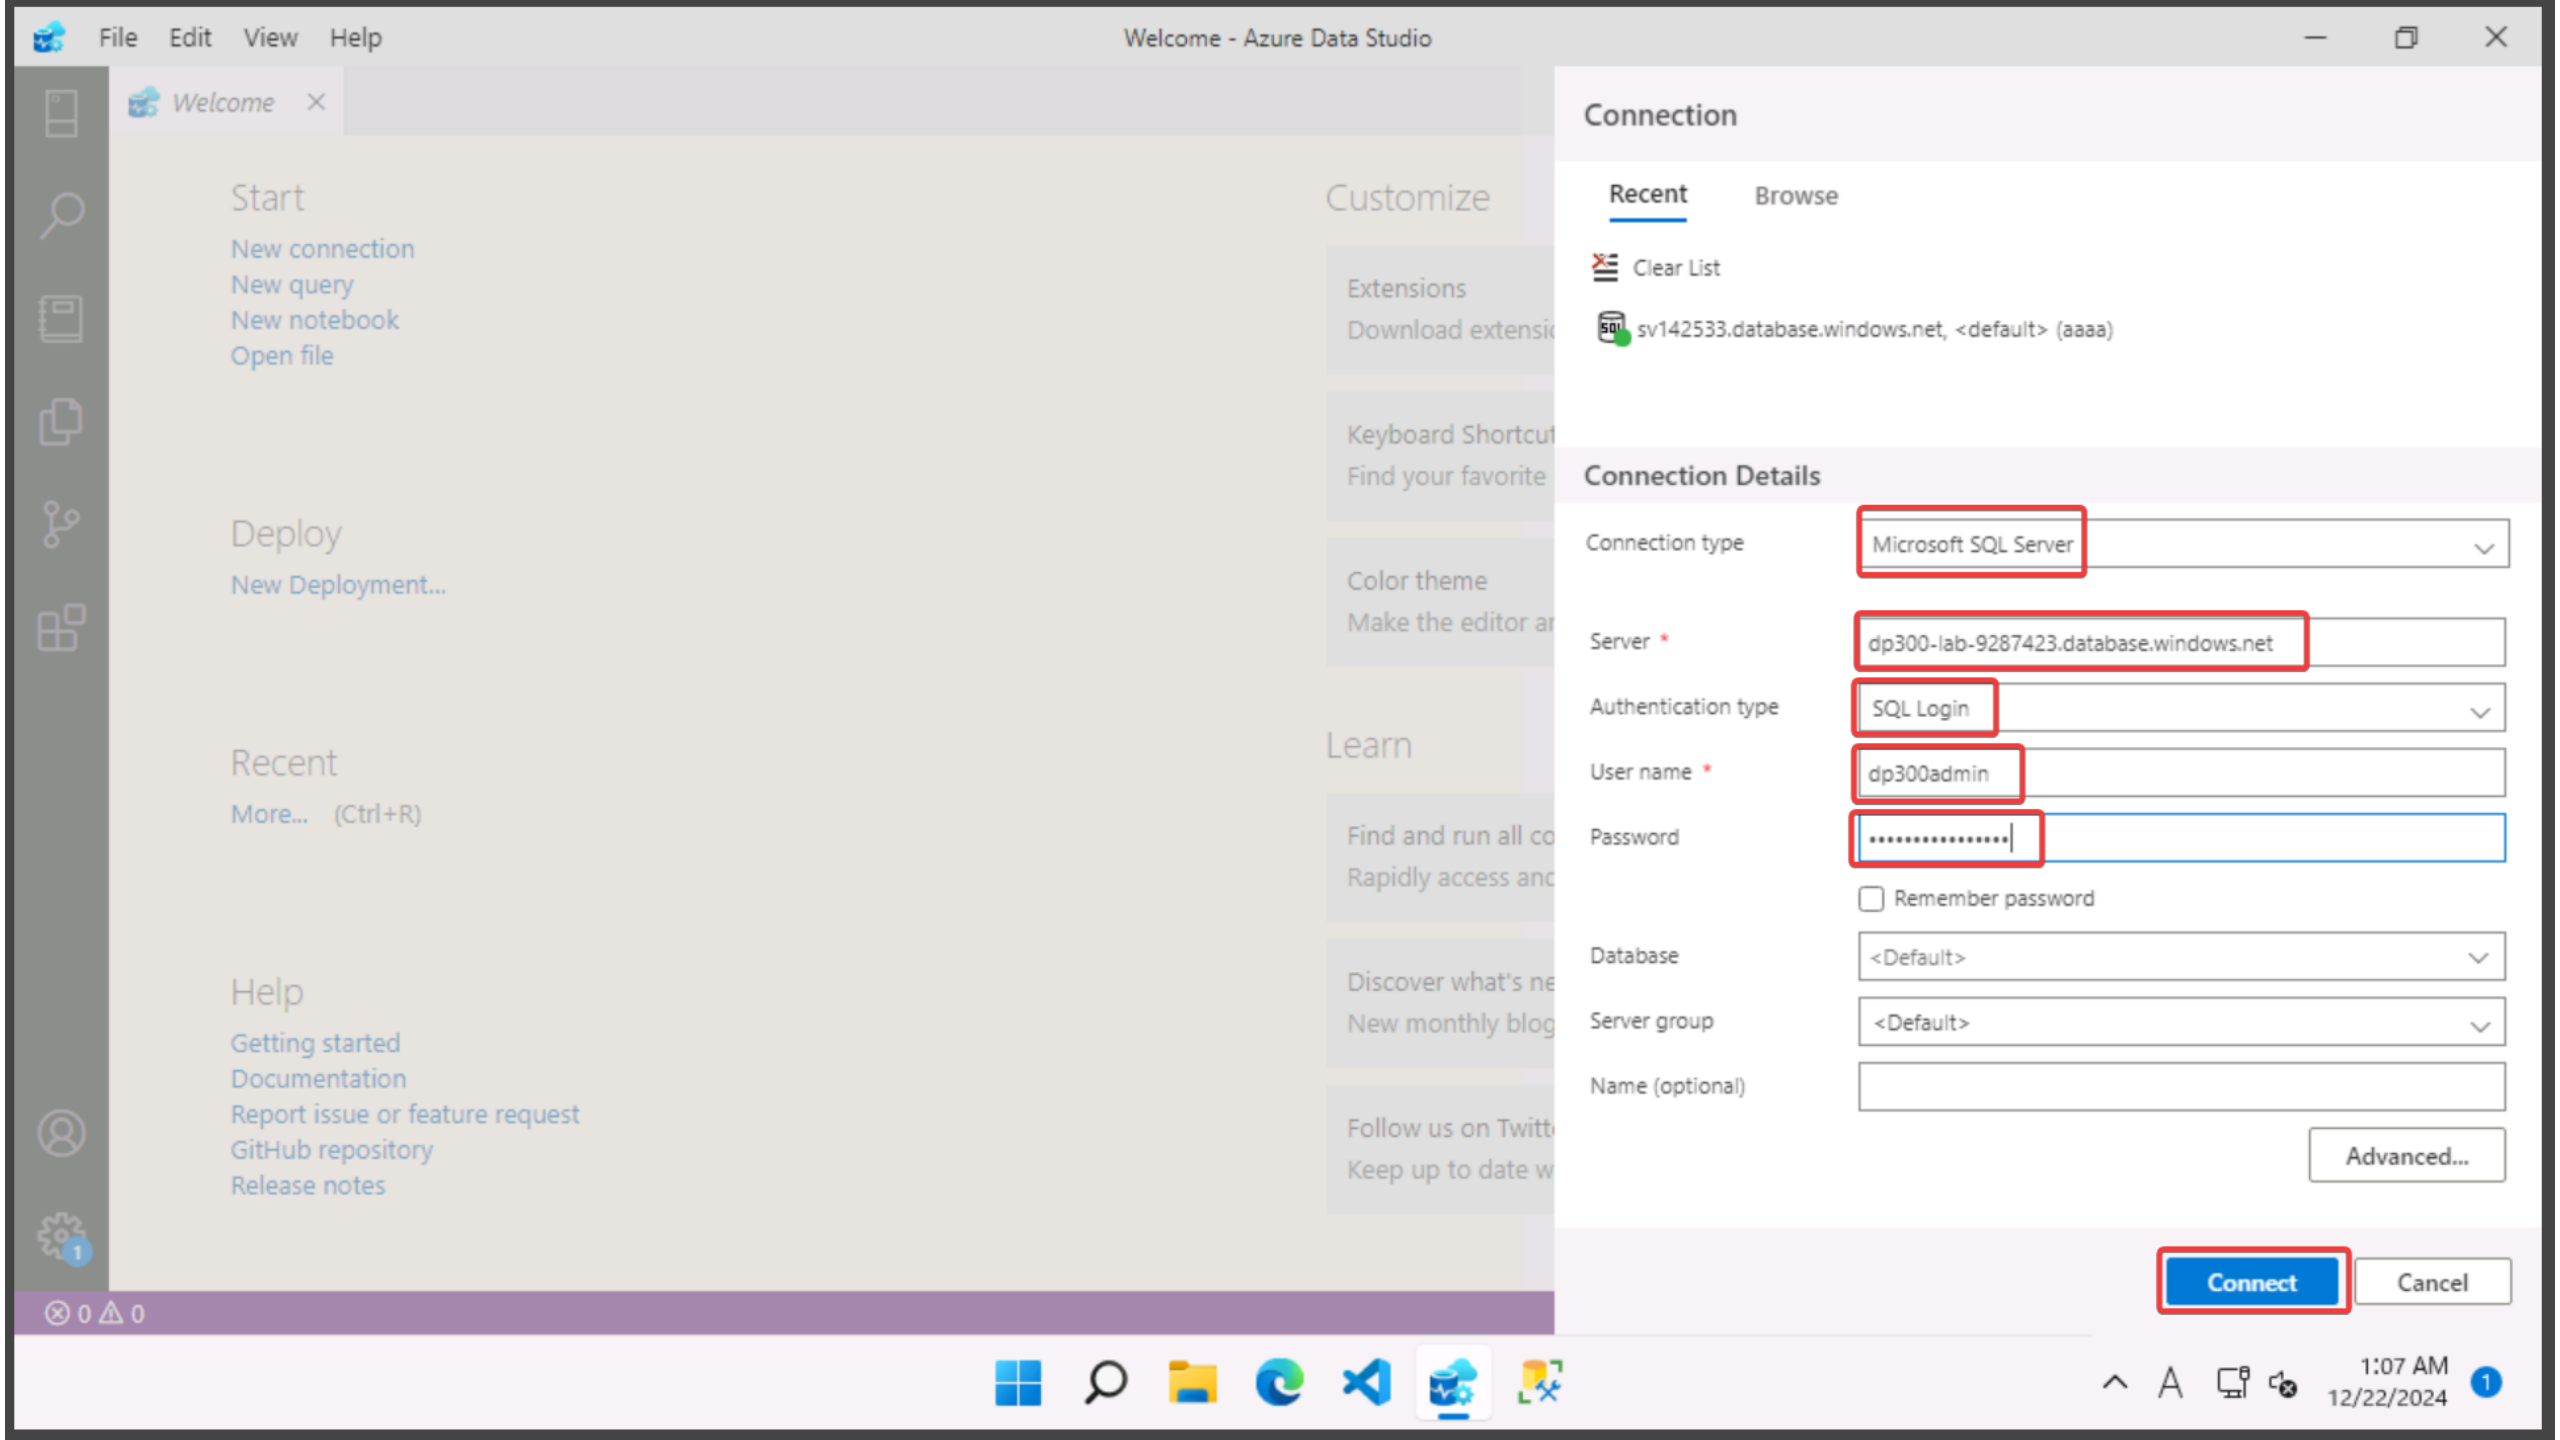 File Edit View Help
Welcome - Azure Data Studio
Welcome
Start
New connection
New query
New notebook
Open file
Deploy
New Deployment...
Recent
More... (Ctrl+R)
Help
Getting started
Documentation
Report issue or feature request
GitHub repository
Release notes
Customize
Extensions
Download extensio
Keyboard Shortcut
Find your favorite
Color theme
Make the editor an
Learn
Find and run all co
Rapidly access and
Discover what's ne
New monthly blog
Follow us on Twitte
Keep up to date w
Connection
Recent Browse
Clear List
SQL sv142533.database.windows.net, <default> (aaaa)
Connection Details
Connection type Microsoft SQL Server
Server * dp300-lab-9287423.database.windows.net
Authentication type SQL Login
User name * dp300admin
Password ••••••••••••••••
Remember password
Database <Default>
Server group <Default>
Name (optional)
Advanced...
Connect Cancel
1
0 0
A 1:07 AM
12/22/2024 1